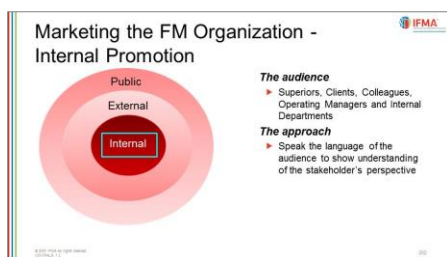 Marketing the FM Organization -
Internal Promotion
IFMA
Public
External
Internal
The audience
Superiors, Clients, Colleagues,
Operating Managers and Internal
Departments
The approach
Speak the language of the
audience to show understanding
of the stakeholder's perspective